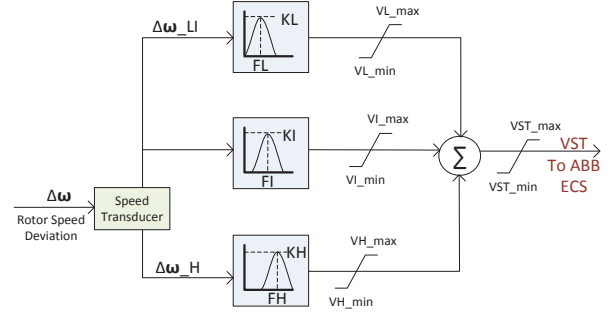 Δω_LI
KL
FL
VL_max
VL_min
KI
FI
VI_max
VI_min
Σ
VST_max
VST_min
VST
To ABB
ECS
Δω
Rotor Speed
Deviation
Speed
Transducer
Δω_H
KH
FH
VH_max
VH_min